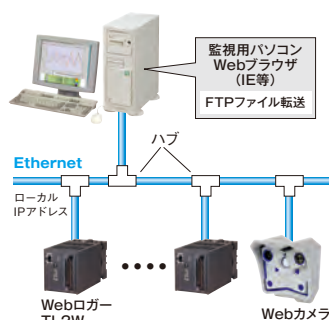 監視用パソコン
Webブラウザ
(IE等)
FTPファイル転送
ハブ
Ethernet
ローカル
IPアドレス
Webロガー
TL2W
Webカメラ